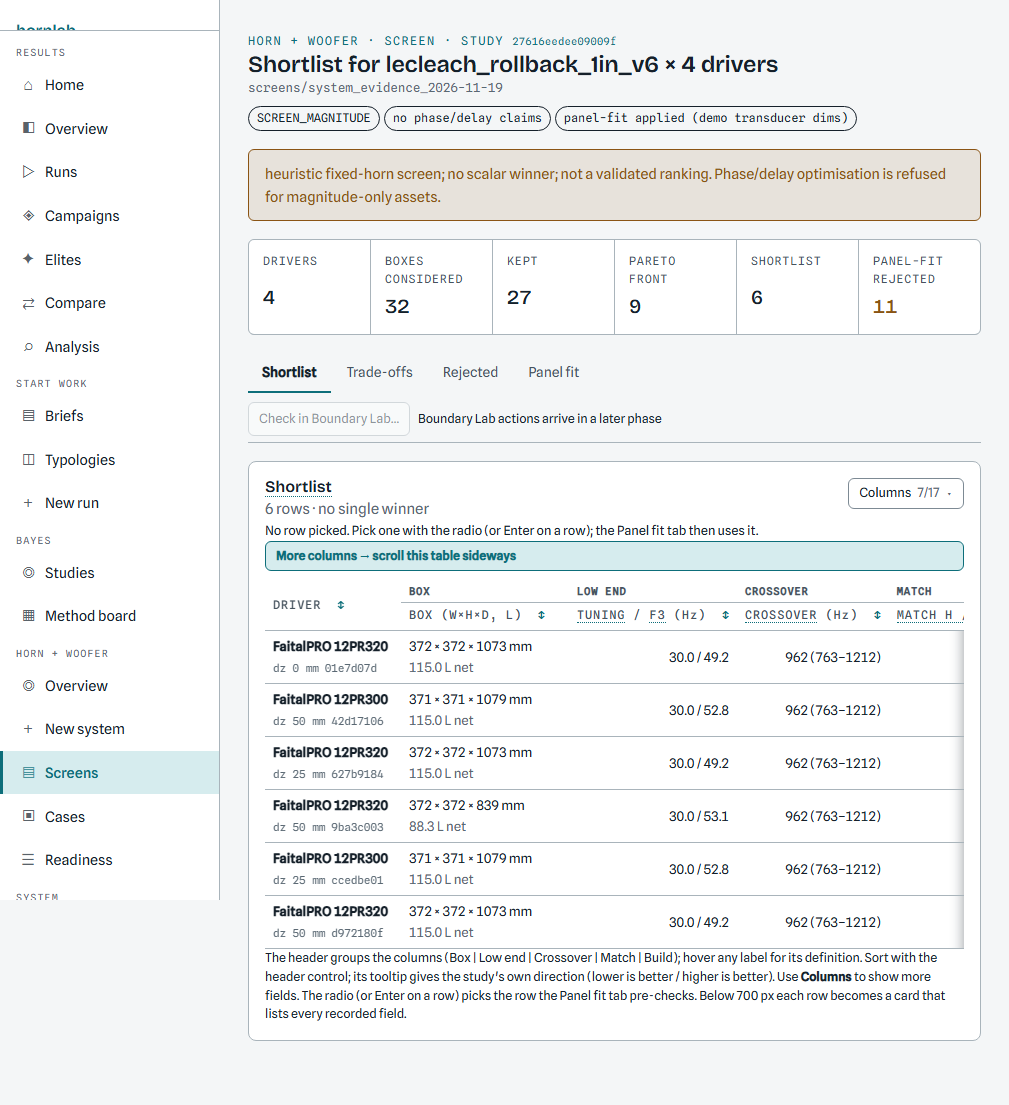 hornlab
RESULTS
Home
Overview
Runs
Campaigns
Elites
Compare
Analysis
START WORK
Briefs
Typologies
New run
BAYES
Studies
Method board
HORN + WOOFER
Overview
New system
Screens
Cases
Readiness
SYSTEM
HORN + WOOFER · SCREEN · STUDY 27616eedee09009f
Shortlist for lecleach_rollback_1in_v6 × 4 drivers
screens/system_evidence_2026-11-19
SCREEN_MAGNITUDE no phase/delay claims panel-fit applied (demo transducer dims)
heuristic fixed-horn screen; no scalar winner; not a validated ranking. Phase/delay optimisation is refused
for magnitude-only assets.
DRIVERS
4
BOXES
CONSIDERED
32
KEPT
27
PARETO
FRONT
9
SHORTLIST
6
PANEL-FIT
REJECTED
11
Shortlist Trade-offs Rejected Panel fit
Check in Boundary Lab... Boundary Lab actions arrive in a later phase
Shortlist
6 rows · no single winner
Columns 7/17
No row picked. Pick one with the radio (or Enter on a row); the Panel fit tab then uses it.
More columns → scroll this table sideways
BOX LOW END CROSSOVER MATCH
DRIVER ↕ BOX (W×H×D, L) ↕ TUNING / F3 (Hz) ↕ CROSSOVER (Hz) ↕ MATCH H
FaitalPRO 12PR320 372 × 372 × 1073 mm 30.0 / 49.2 962 (763–1212)
dz 0 mm 01e7d07d 115.0 L net
FaitalPRO 12PR300 371 × 371 × 1079 mm 30.0 / 52.8 962 (763–1212)
dz 50 mm 42d17106 115.0 L net
FaitalPRO 12PR320 372 × 372 × 1073 mm 30.0 / 49.2 962 (763–1212)
dz 25 mm 627b9184 115.0 L net
FaitalPRO 12PR320 372 × 372 × 839 mm 30.0 / 53.1 962 (763–1212)
dz 50 mm 9ba3c003 88.3 L net
FaitalPRO 12PR300 371 × 371 × 1079 mm 30.0 / 52.8 962 (763–1212)
dz 25 mm ccedbe01 115.0 L net
FaitalPRO 12PR320 372 × 372 × 1073 mm 30.0 / 49.2 962 (763–1212)
dz 50 mm d972180f 115.0 L net
The header groups the columns (Box | Low end | Crossover | Match | Build); hover any label for its definition. Sort with the
header control; its tooltip gives the study's own direction (lower is better / higher is better). Use Columns to show more
fields. The radio (or Enter on a row) picks the row the Panel fit tab pre-checks. Below 700 px each row becomes a card that
lists every recorded field.